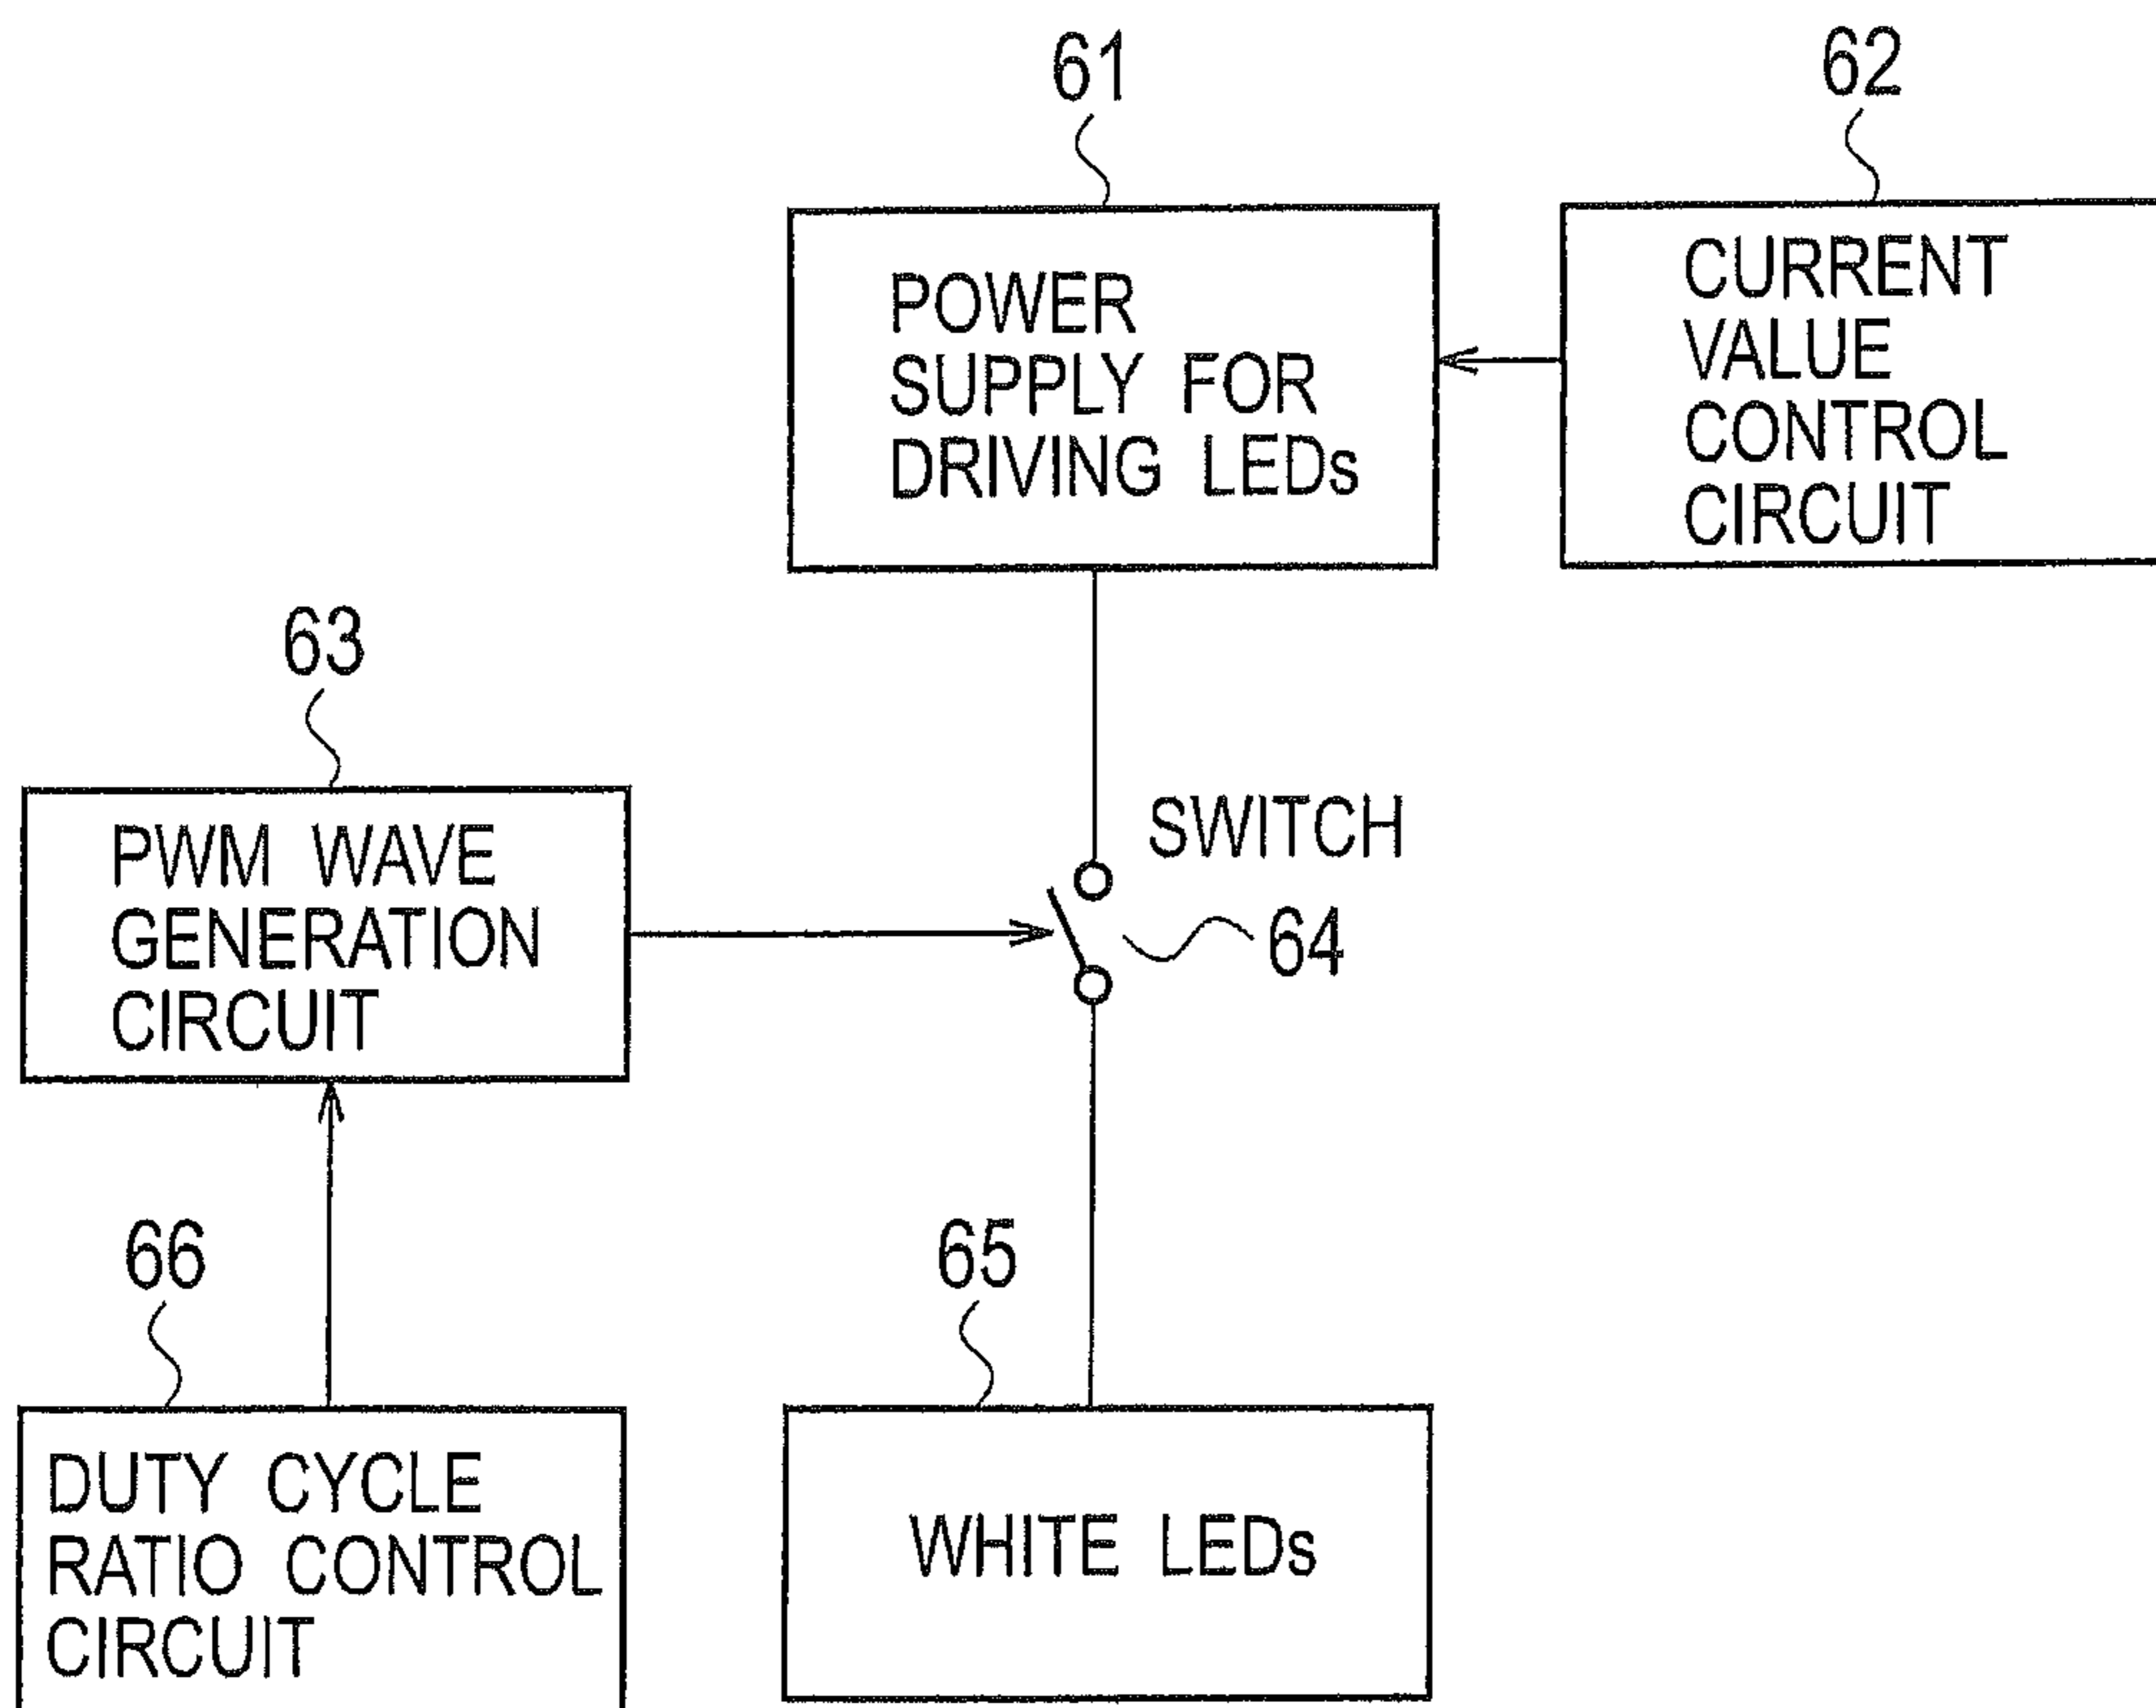 61
62
POWER
SUPPLY FOR
DRIVING LEDs
CURRENT
VALUE
CONTROL
CIRCUIT
63
PWM WAVE
GENERATION
CIRCUIT
SWITCH
64
66
65
DUTY CYCLE
RATIO CONTROL
CIRCUIT
WHITE LEDs